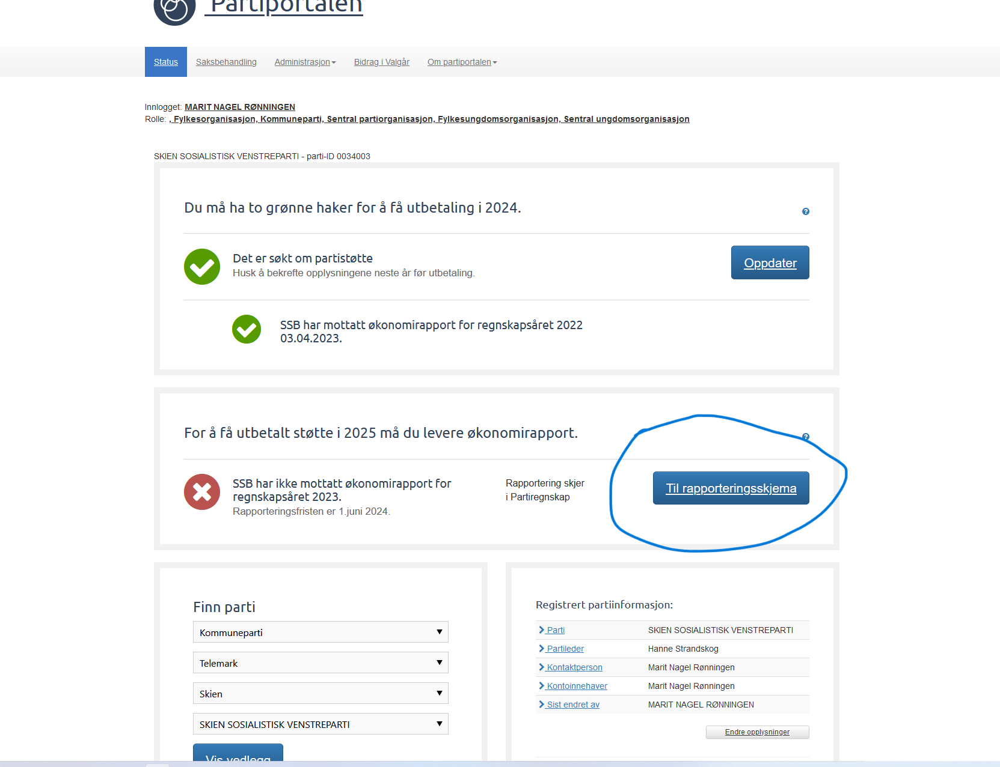 Partiportalen
Status Saksbehandling Administrasjon Bidrag i Valgår Om partiportalen
Innlogget: MARIT NAGEL RØNNINGEN
Rolle: , Fylkesorganisasjon, Kommuneparti, Sentral partiorganisasjon, Fylkesungdomsorganisasjon, Sentral ungdomsorganisasjon
SKIEN SOSIALISTISK VENSTREPARTI - parti-ID 0034003
Du må ha to grønne haker for å få utbetaling i 2024.
?
Det er søkt om partistøtte
Husk å bekrefte opplysningene neste år før utbetaling.
Oppdater
SSB har mottatt økonomirapport for regnskapsåret 2022
03.04.2023.
For å få utbetalt støtte i 2025 må du levere økonomirapport.
?
SSB har ikke mottatt økonomirapport for
regnskapsåret 2023.
Rapporteringsfristen er 1.juni 2024.
Rapportering skjer
i Partiregnskap
Til rapporteringsskjema
Finn parti
Kommuneparti
Telemark
Skien
SKIEN SOSIALISTISK VENSTREPARTI
Vis vedlegg
Registrert partiinformasjon:
Parti SKIEN SOSIALISTISK VENSTREPARTI
Partileder Hanne Strandskog
Kontaktperson Marit Nagel Rønningen
Kontoinnehaver Marit Nagel Rønningen
Sist endret av MARIT NAGEL RØNNINGEN
Endre opplysninger